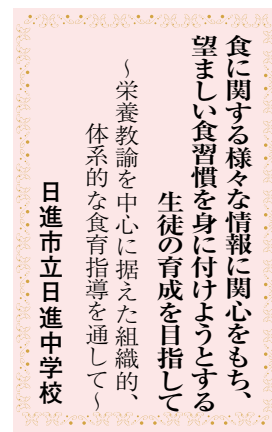 食に関する様々な情報に関心をもち、
望ましい食習慣を身に付けようとする
生徒の育成を目指して
～栄養教諭を中心に据えた組織的、
体系的な食育指導を通して～
日進市立日進中学校